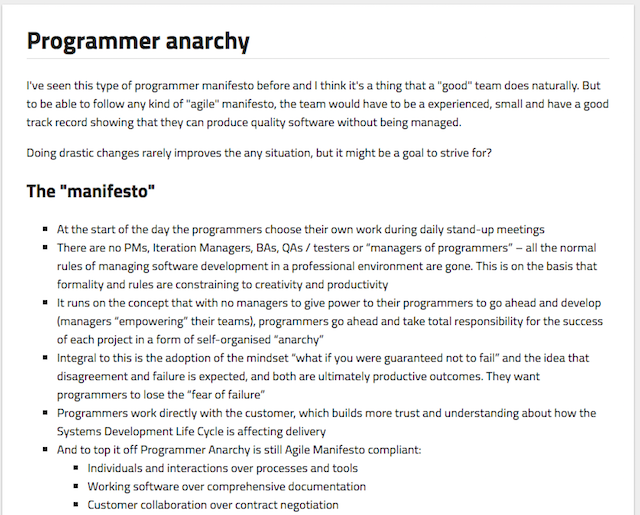 Programmer anarchy
I've seen this type of programmer manifesto before and I think it's a thing that a "good" team does naturally. But
to be able to follow any kind of "agile" manifesto, the team would have to be a experienced, small and have a good
track record showing that they can produce quality software without being managed.
Doing drastic changes rarely improves the any situation, but it might be a goal to strive for?
The "manifesto"
At the start of the day the programmers choose their own work during daily stand-up meetings
There are no PMs, Iteration Managers, BAs, QAs / testers or “managers of programmers” – all the normal
rules of managing software development in a professional environment are gone. This is on the basis that
formality and rules are constraining to creativity and productivity
It runs on the concept that with no managers to give power to their programmers to go ahead and develop
(managers “empowering” their teams), programmers go ahead and take total responsibility for the success
of each project in a form of self-organised “anarchy”
Integral to this is the adoption of the mindset “what if you were guaranteed not to fail” and the idea that
disagreement and failure is expected, and both are ultimately productive outcomes. They want
programmers to lose the “fear of failure”
Programmers work directly with the customer, which builds more trust and understanding about how the
Systems Development Life Cycle is affecting delivery
And to top it off Programmer Anarchy is still Agile Manifesto compliant:
Individuals and interactions over processes and tools
Working software over comprehensive documentation
Customer collaboration over contract negotiation